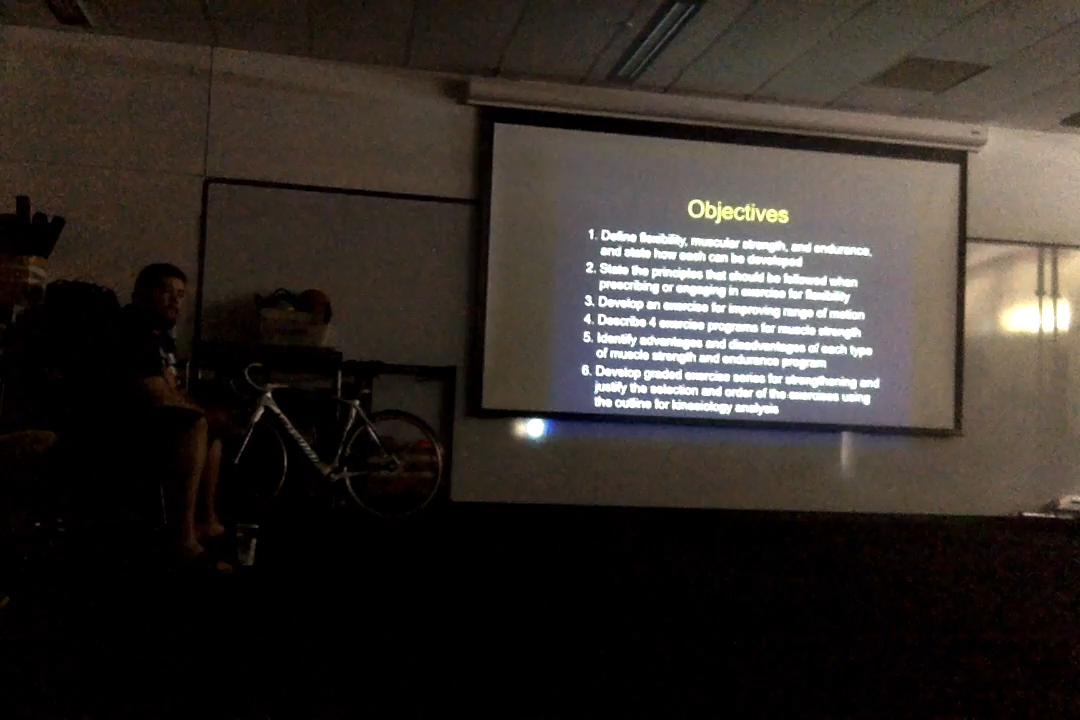 Objectives
1. Define flexibility, muscular strength, and endurance,
and state how each can be developed
2. State the principles that should be followed when
prescribing or engaging in exercise for flexibility
3. Develop an exercise for improving range of motion
4. Describe 4 exercise programs for muscle strength
5. Identify advantages and disadvantages of each type
of muscle strength and endurance program
6. Develop graded exercise series for strengthening and
justify the selection and order of the exercises using
the outline for kinesiology analysis